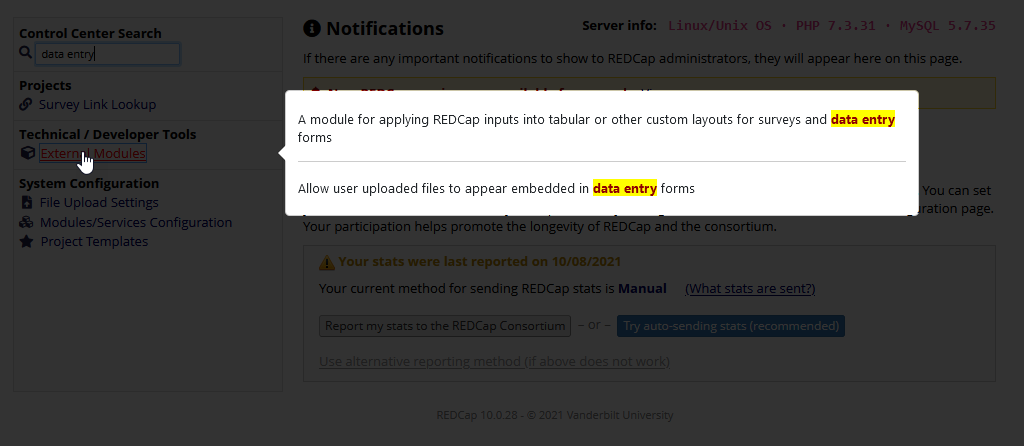 Control Center Search
data entry
Projects
Survey Link Lookup
Technical / Developer Tools
External Modules
System Configuration
File Upload Settings
Modules/Services Configuration
Project Templates
Notifications
Server info: Linux/Unix OS · PHP 7.3.31 · MySQL 5.7.35
If there are any important notifications to show to REDCap administrators, they will appear here on this page.
A module for applying REDCap inputs into tabular or other custom layouts for surveys and data entry
forms
Allow user uploaded files to appear embedded in data entry forms
You can set
page.
Your participation helps promote the longevity of REDCap and the consortium.
Your stats were last reported on 10/08/2021
Your current method for sending REDCap stats is Manual (What stats are sent?)
Report my stats to the REDCap Consortium – or – Try auto-sending stats (recommended)
Use alternative reporting method (if above does not work)
REDCap 10.0.28 - © 2021 Vanderbilt University